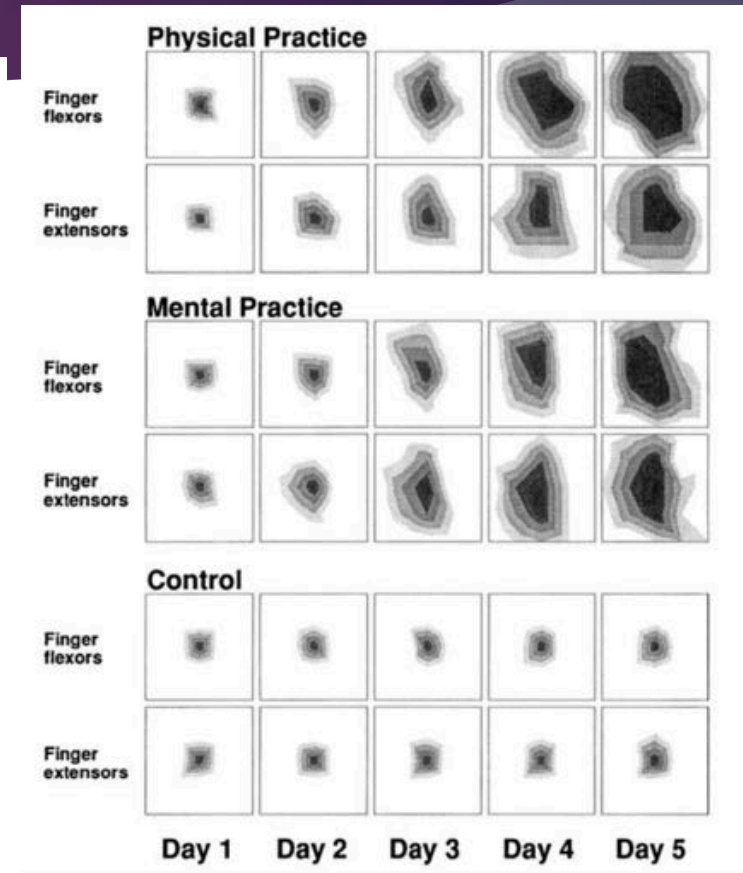 Physical Practice
Finger
flexors
Finger
extensors
Mental Practice
Finger
flexors
Finger
extensors
Control
Finger
flexors
Finger
extensors
Day 1 Day 2 Day 3 Day 4 Day 5